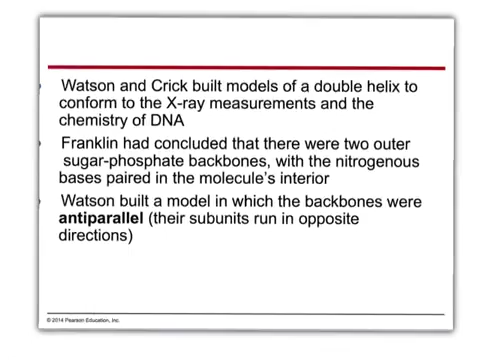 Watson and Crick built models of a double helix to
conform to the X-ray measurements and the
chemistry of DNA
Franklin had concluded that there were two outer
sugar-phosphate backbones, with the nitrogenous
bases paired in the molecule's interior
Watson built a model in which the backbones were
antiparallel (their subunits run in opposite
directions)
© 2014 Pearson Education, Inc.